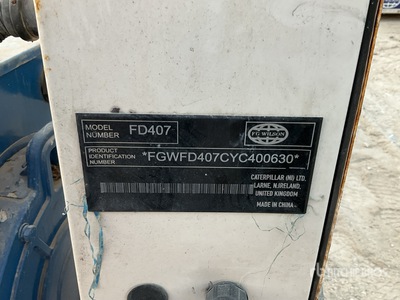 MODEL NUMBER FD407
FG WILSON
PRODUCT IDENTIFICATION NUMBER *FGWFD407CYC400630*
CATERPILLAR (NI) LTD,
LARNE, N.IRELAND,
UNITED KINGDOM
MADE IN CHINA
rb